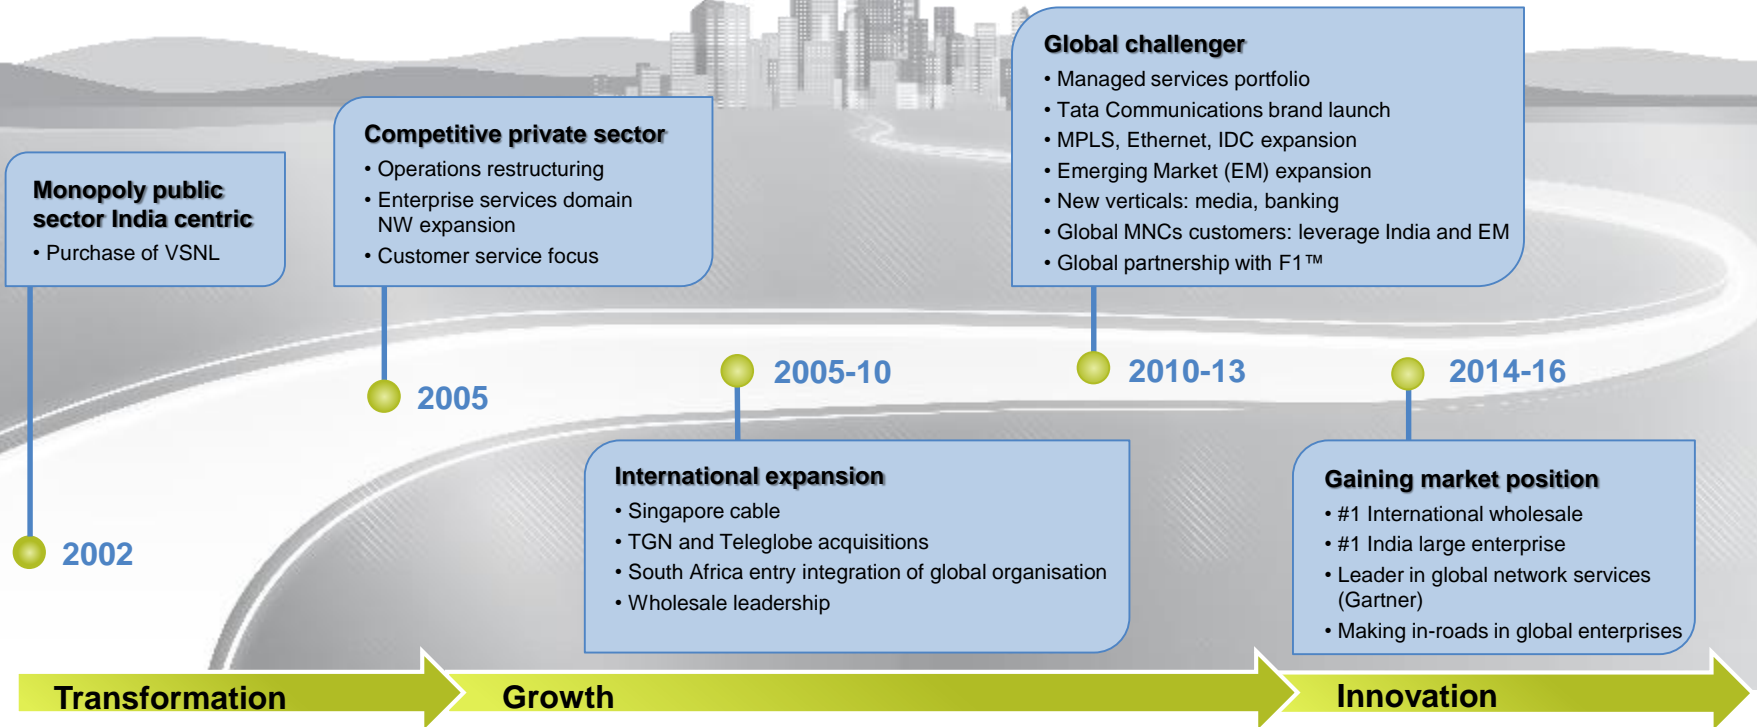 Monopoly public
sector India centric
• Purchase of VSNL
2002
Competitive private sector
• Operations restructuring
• Enterprise services domain
NW expansion
• Customer service focus
2005
2005-10
International expansion
• Singapore cable
• TGN and Teleglobe acquisitions
• South Africa entry integration of global organisation
• Wholesale leadership
Global challenger
• Managed services portfolio
• Tata Communications brand launch
• MPLS, Ethernet, IDC expansion
• Emerging Market (EM) expansion
• New verticals: media, banking
• Global MNCs customers: leverage India and EM
• Global partnership with F1™
2010-13
2014-16
Gaining market position
• #1 International wholesale
• #1 India large enterprise
• Leader in global network services
(Gartner)
• Making in-roads in global enterprises
Transformation
Growth
Innovation